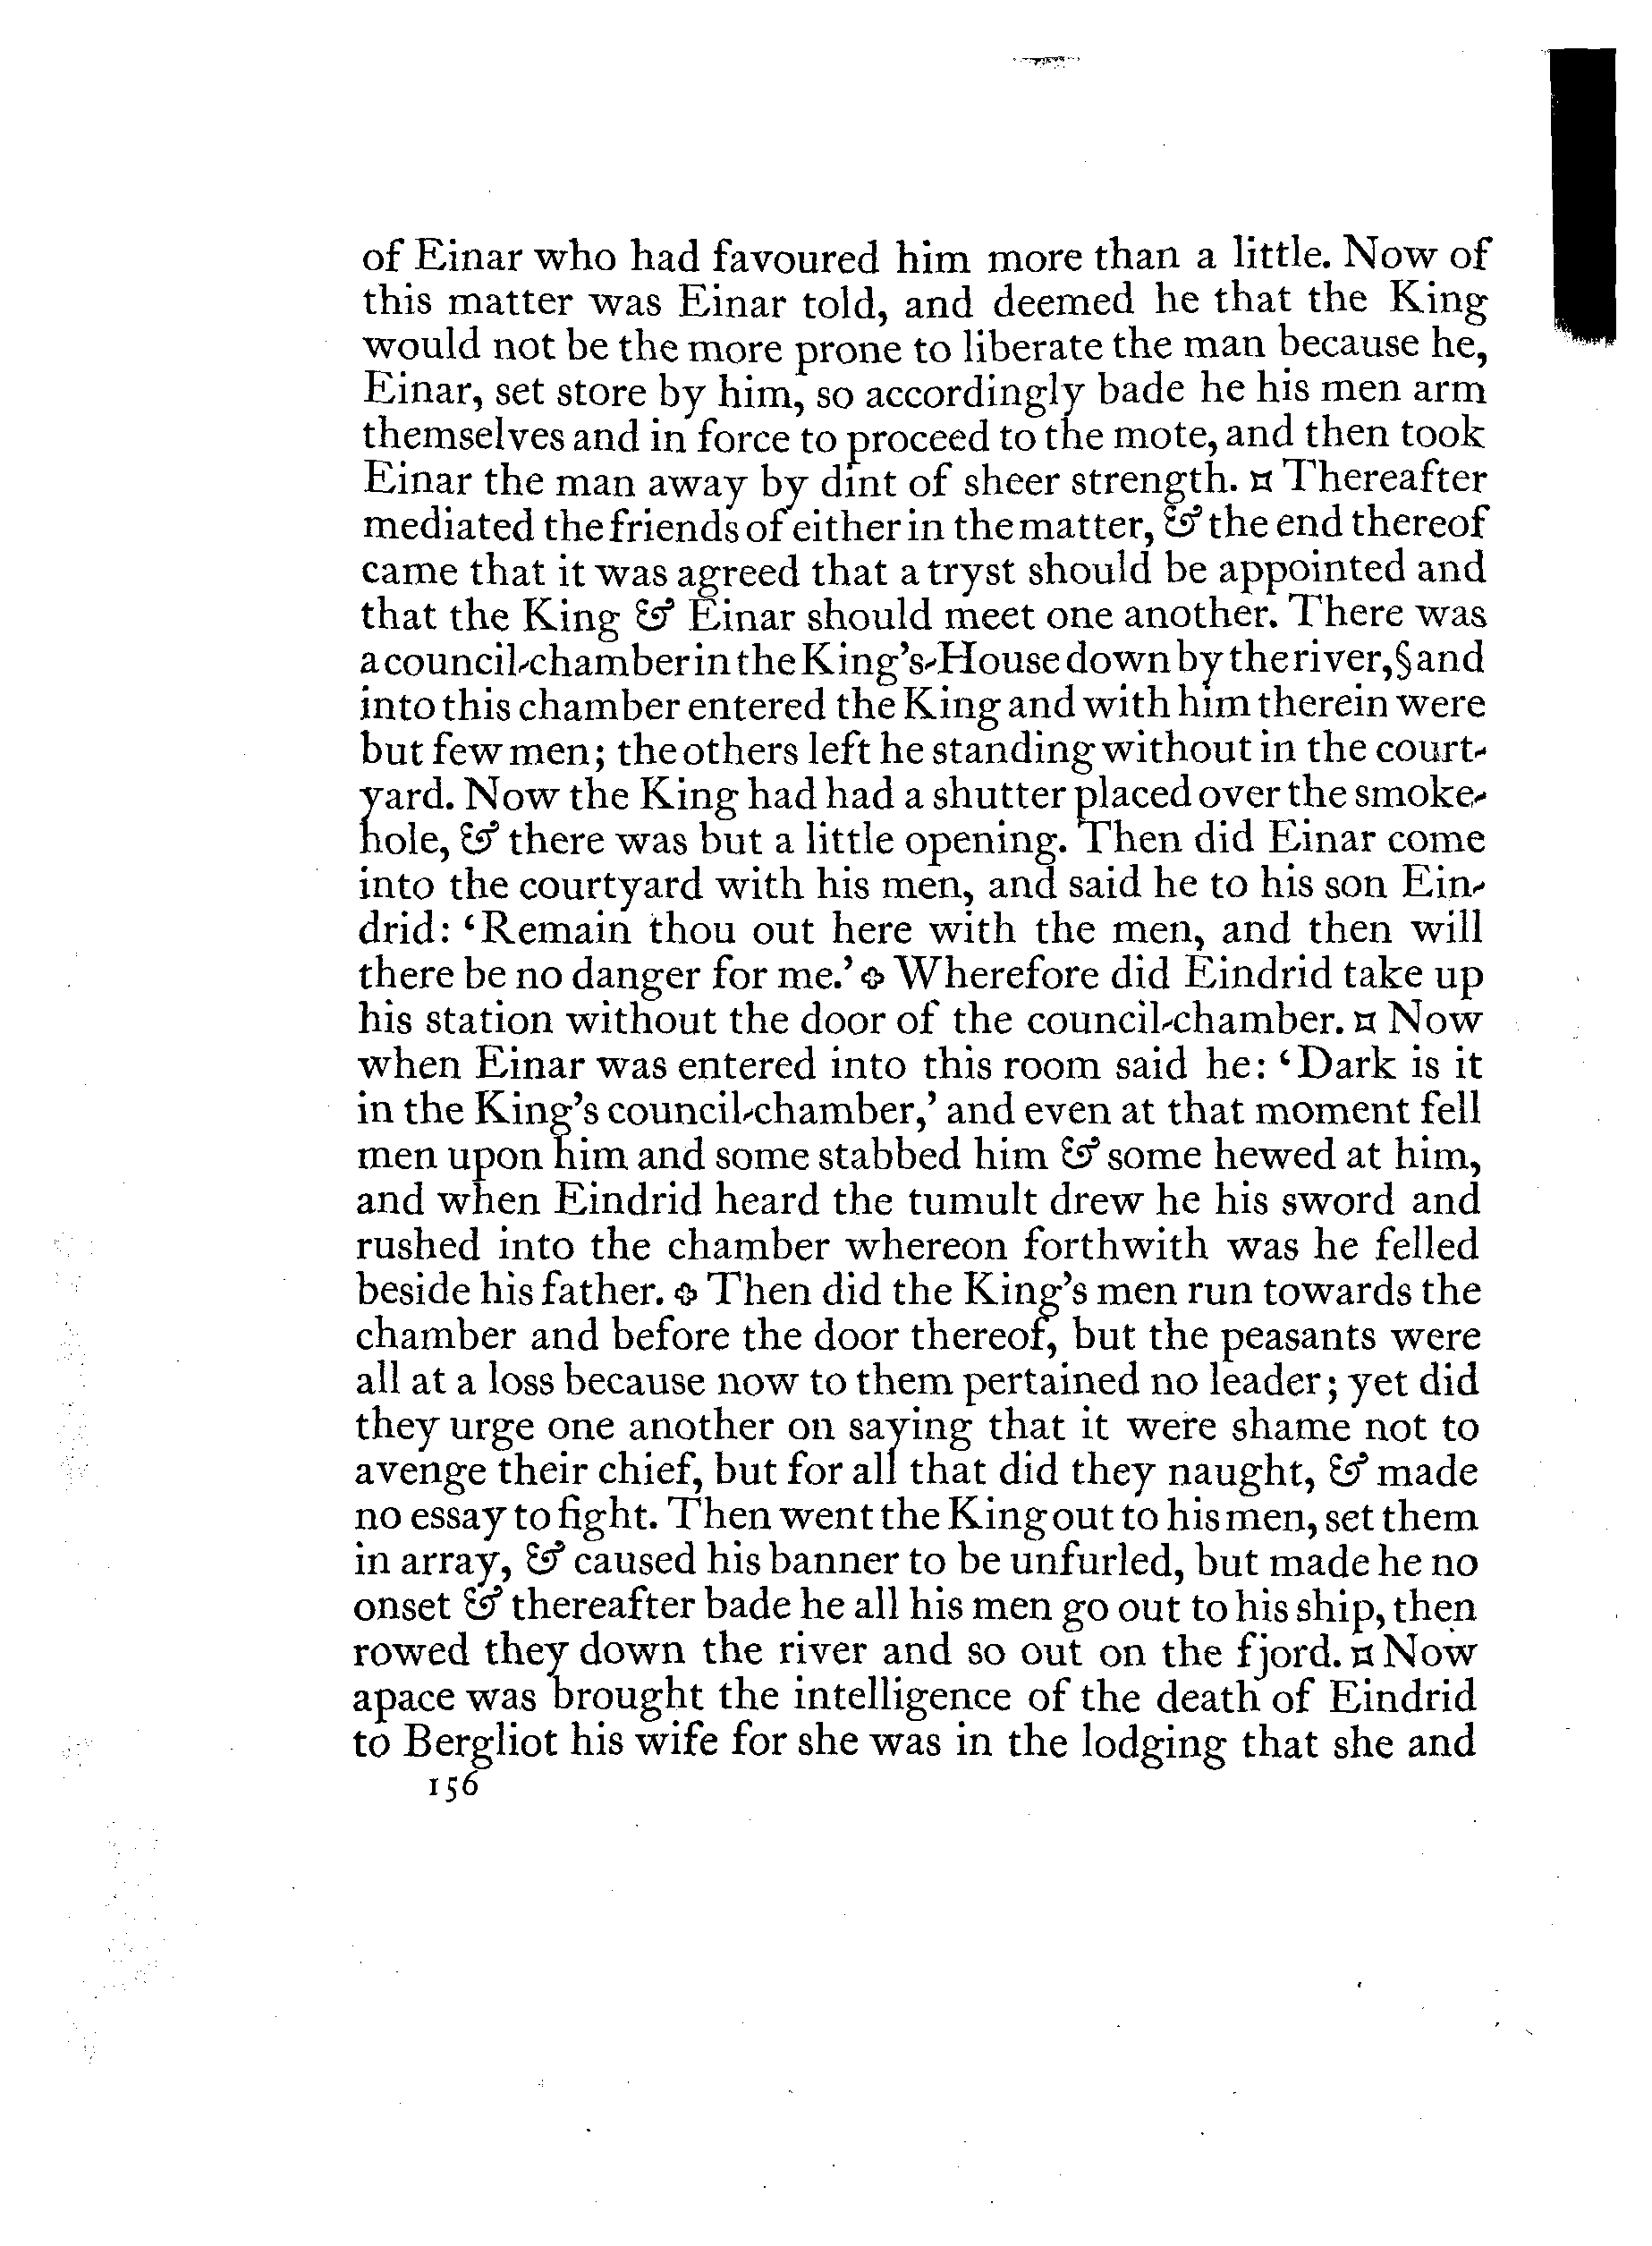 of Einar who had favoured him more than a little. Now of
this matter was Einar told, and deemed he that the King
would not be the more prone to liberate the man because he,
Einar, set store by him, so accordingly bade he his men arm
themselves and in force to proceed to the mote, and then took
Einar the man away by dint of sheer strength. ¤ Thereafter
mediated the friends of either in the matter, & the end thereof
came that it was agreed that a tryst should be appointed and
that the King & Einar should meet one another. There was
a council-chamber in the King's-House down by the river,§ and
into this chamber entered the King and with him therein were
but few men; the others left he standing without in the court-
yard. Now the King had had a shutter placed over the smoke-
hole, & there was but a little opening. Then did Einar come
into the courtyard with his men, and said he to his son Ein-
drid: ‘Remain thou out here with the men, and then will
there be no danger for me.’ ✥ Wherefore did Eindrid take up
his station without the door of the council-chamber. ¤ Now
when Einar was entered into this room said he: ‘Dark is it
in the King's council-chamber,’ and even at that moment fell
men upon him and some stabbed him & some hewed at him,
and when Eindrid heard the tumult drew he his sword and
rushed into the chamber whereon forthwith was he felled
beside his father. ✥ Then did the King's men run towards the
chamber and before the door thereof, but the peasants were
all at a loss because now to them pertained no leader; yet did
they urge one another on saying that it were shame not to
avenge their chief, but for all that did they naught, & made
no essay to fight. Then went the King out to his men, set them
in array, & caused his banner to be unfurled, but made he no
onset & thereafter bade he all his men go out to his ship, then
rowed they down the river and so out on the fjord. ¤ Now
apace was brought the intelligence of the death of Eindrid
to Bergliot his wife for she was in the lodging that she and
156